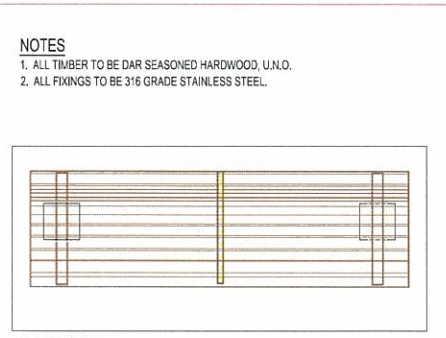 NOTES
1. ALL TIMBER TO BE DAR SEASONED HARDWOOD, U.N.O.
2. ALL FIXINGS TO BE 316 GRADE STAINLESS STEEL.